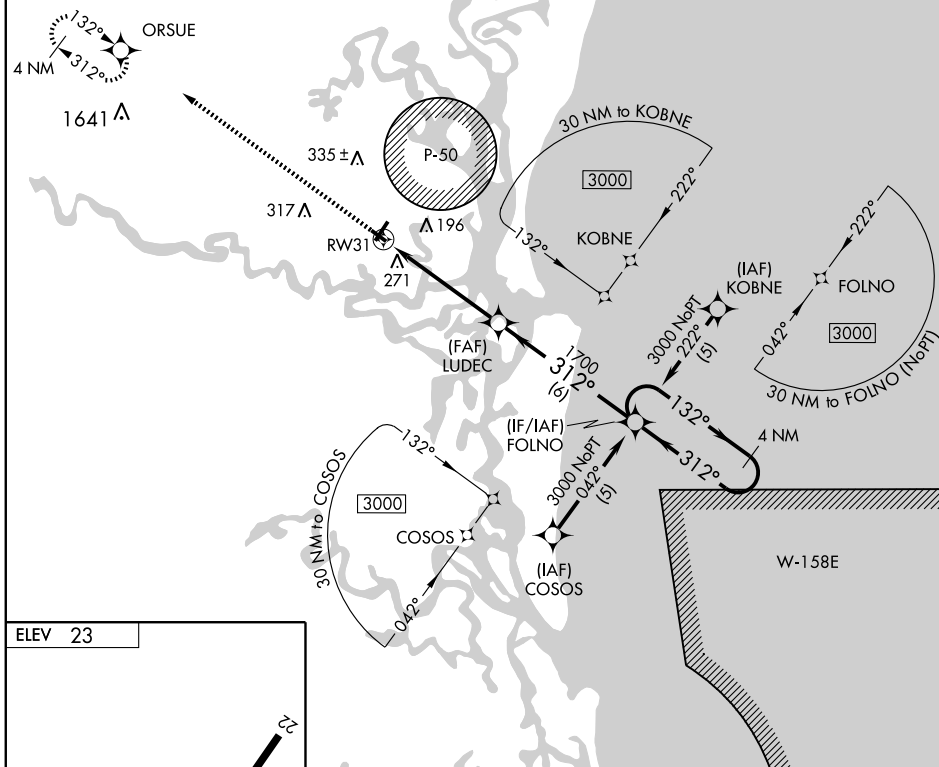 132°
ORSUE
4 NM
312°
1641
335 ±
P-50
30 NM to KOBNE
3000
222°
132°
KOBNE
317
196
RW31
271
222°
FOLNO
042°
3000
30 NM to FOLNO (NoPT)
(IAF)
KOBNE
3000 NoPT
222°
(5)
(FAF)
LUDEC
1700
312°
(6)
132°
4 NM
312°
(IF/IAF)
FOLNO
3000 NoPT
042°
(5)
132°
3000
30 NM to COSOS
COSOS
042°
(IAF)
COSOS
W-158E
ELEV 23
22